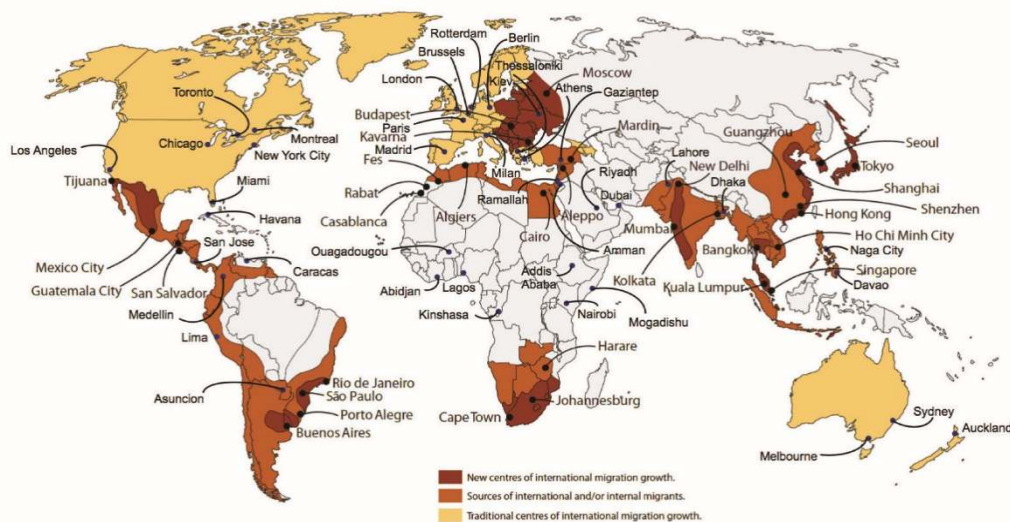 Rotterdam
Berlin
Brussels
Thessaloniki
London
Kiev
Moscow
Athens
Toronto
Budapest
Gaziantep
Paris
Mardin
Guangzhou
Chicago
Montreal
Kavarna
Los Angeles
New York City
Madrid
Lahore
Seoul
Tijuana
Fes
Milan
Riyadh
New Delhi
Tokyo
Miami
Rabat
Ramallah
Dubai
Dhaka
Shanghai
Havana
Casablanca
Algiers
Aleppo
Shenzhen
Mumbai
Hong Kong
San Jose
Cairo
Ouagadougou
Amman
Ho Chi Minh City
Mexico City
Bangkok
Naga City
Caracas
Addis
Ababa
Kolkata
Singapore
Guatemala City
Abidjan
Lagos
Kuala Lumpur
Davao
San Salvador
Medellin
Kinshasa
Nairobi
Mogadishu
Lima
Harare
Rio de Janeiro
São Paulo
Asuncion
Johannesburg
Porto Alegre
Cape Town
Sydney
Buenos Aires
Auckland
Melbourne
New centres of international migration growth.
Sources of international and/or internal migrants.
Traditional centres of international migration growth.